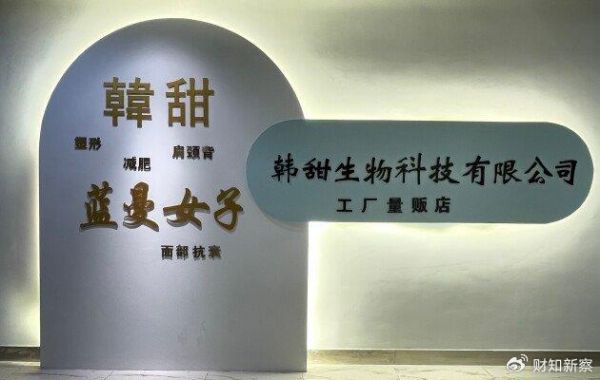 韓甜
塑形
减肥
肩頸背
蓝曼女子
面部抗衰
韩甜生物科技有限公司
工厂量贩店
财知新察